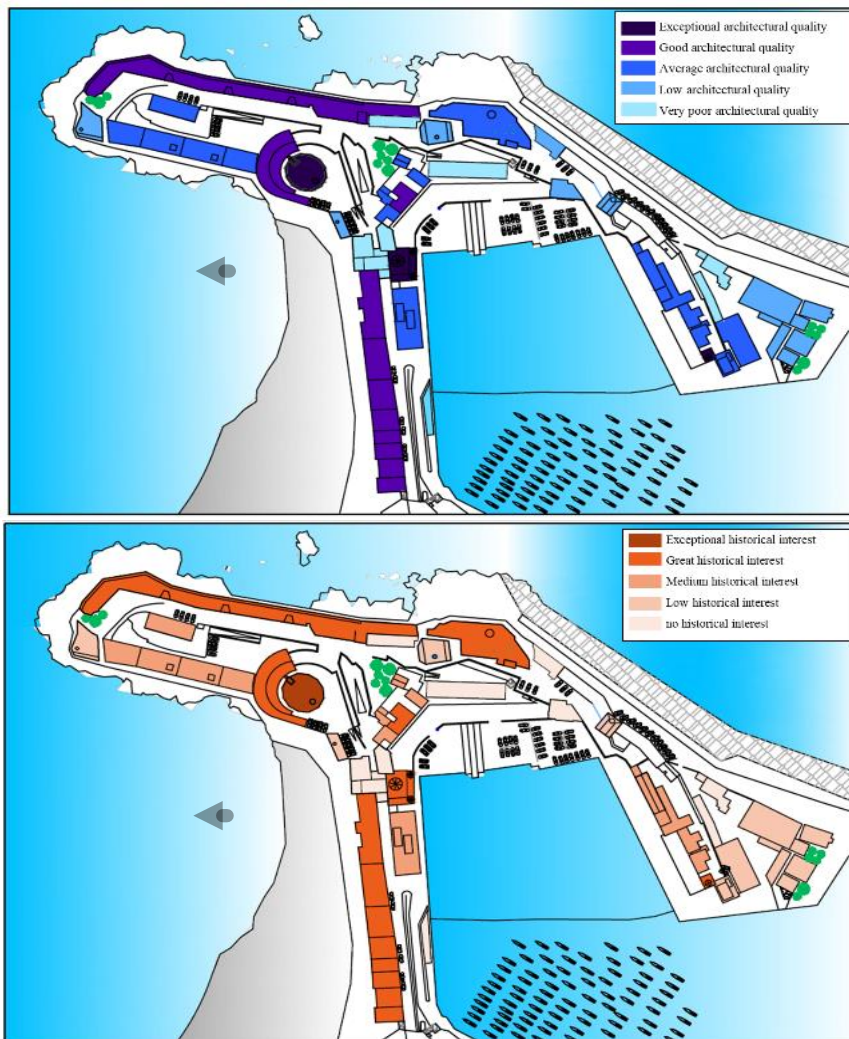 Exceptional architectural quality
Good architectural quality
Average architectural quality
Low architectural quality
Very poor architectural quality
Exceptional historical interest
Great historical interest
Medium historical interest
Low historical interest
no historical interest